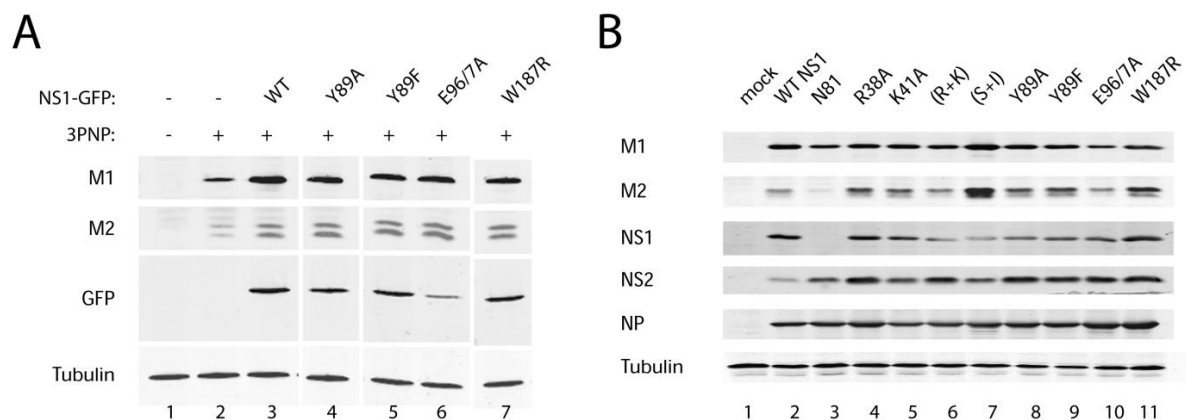 A
NS1-GFP: - - WT Y89A Y89F E96/7A W187R
3PNP: - + + + + + +
M1
M2
GFP
Tubulin
1 2 3 4 5 6 7
B
mock WT NS1 N81 R38A K41A (R+K) (S+I) Y89A Y89F E96/7A W187R
M1
M2
NS1
NS2
NP
Tubulin
1 2 3 4 5 6 7 8 9 10 11